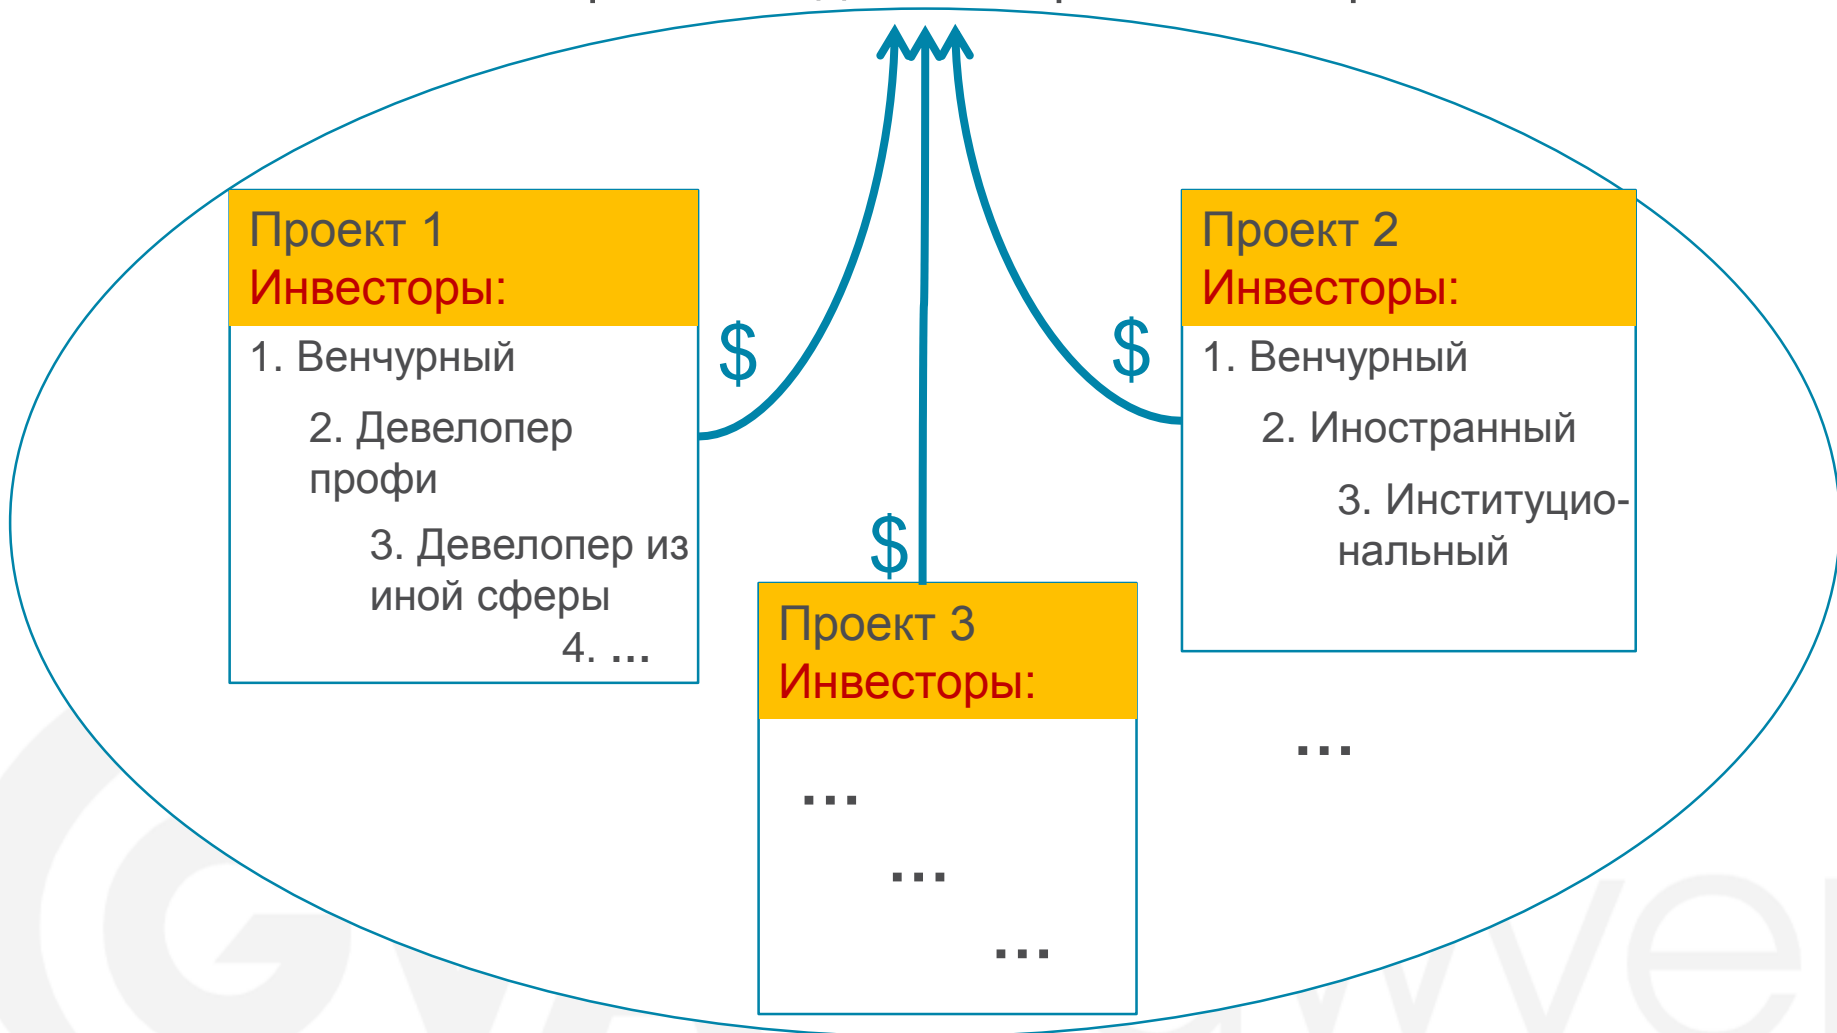 Проект 1
Инвесторы:
1. Венчурный
2. Девелопер
профи
3. Девелопер из
иной сферы
4. ...
$
$
Проект 2
Инвесторы:
1. Венчурный
2. Иностранный
3. Институцио-
нальный
$
Проект 3
Инвесторы:
...
...
...
...